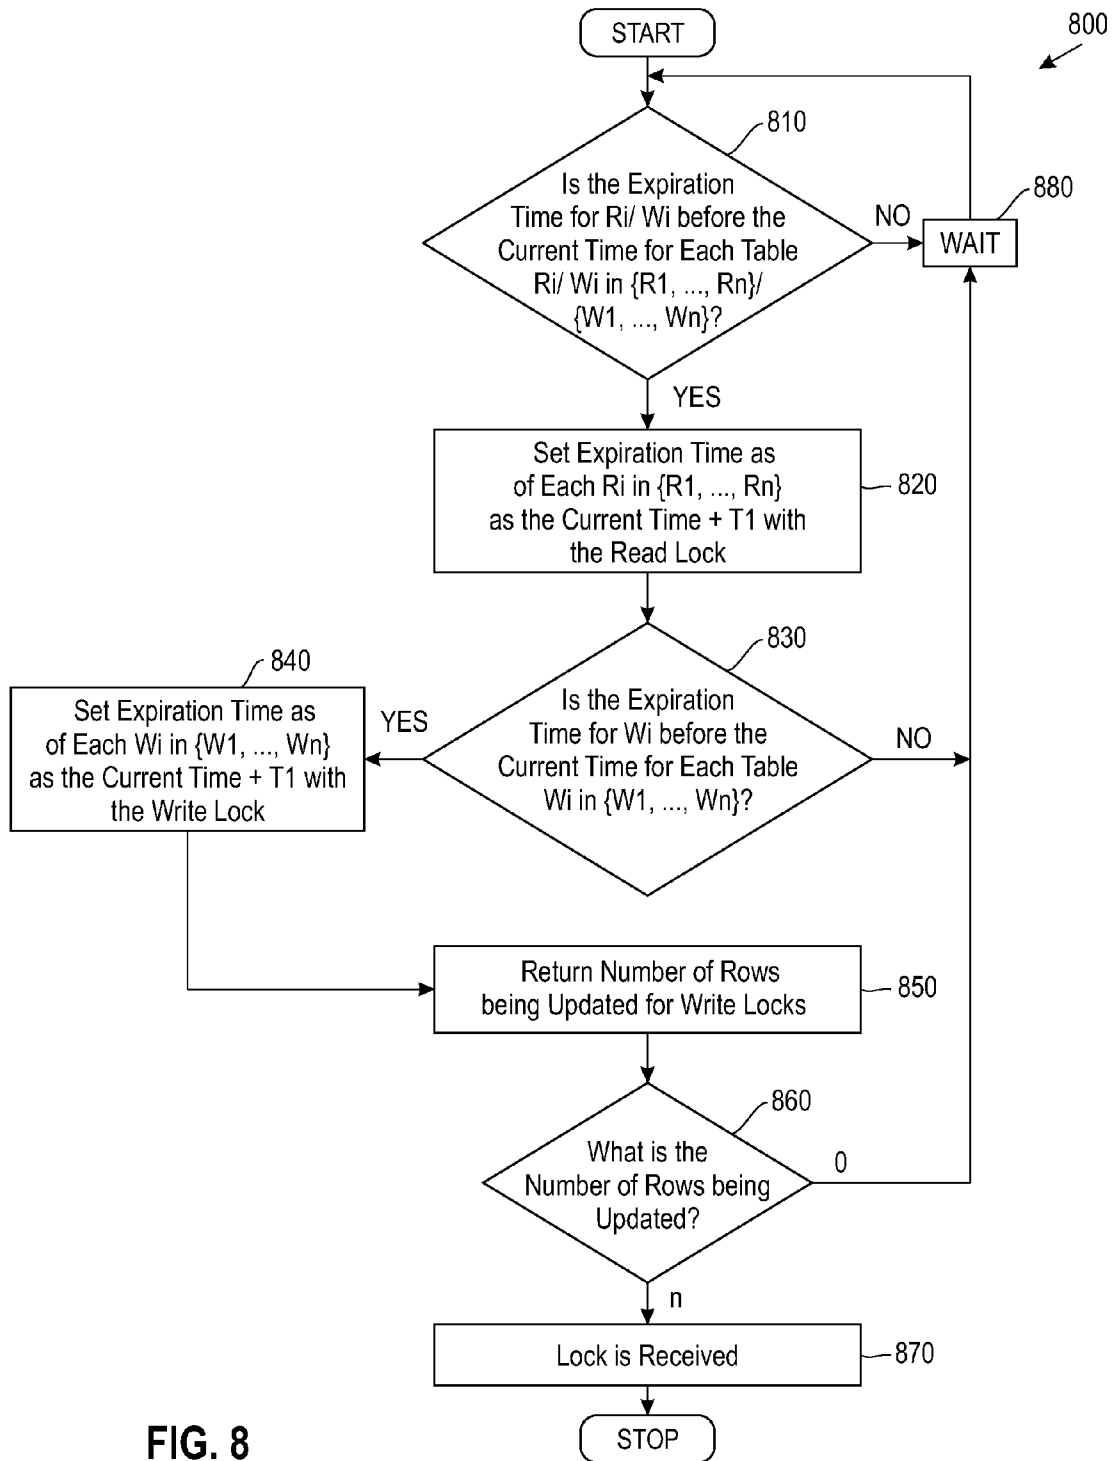 START
800
810
Is the Expiration
Time for Ri/ Wi before the
Current Time for Each Table
Ri/ Wi in {R1, ..., Rn}/
{W1, ..., Wn}?
NO
880
WAIT
YES
Set Expiration Time as
of Each Ri in {R1, ..., Rn}
as the Current Time + T1 with
the Read Lock
820
830
Is the Expiration
Time for Wi before the
Current Time for Each Table
Wi in {W1, ..., Wn}?
NO
YES
840
Set Expiration Time as
of Each Wi in {W1, ..., Wn}
as the Current Time + T1 with
the Write Lock
Return Number of Rows
being Updated for Write Locks
850
860
What is the
Number of Rows being
Updated?
0
n
Lock is Received
870
STOP
FIG. 8